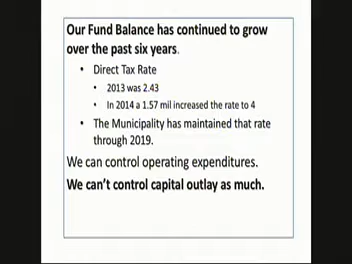 Our Fund Balance has continued to grow
over the past six years.
• Direct Tax Rate
• 2013 was 2.43
• In 2014 a 1.57 mil increased the rate to 4
• The Municipality has maintained that rate
through 2019.
We can control operating expenditures.
We can't control capital outlay as much.